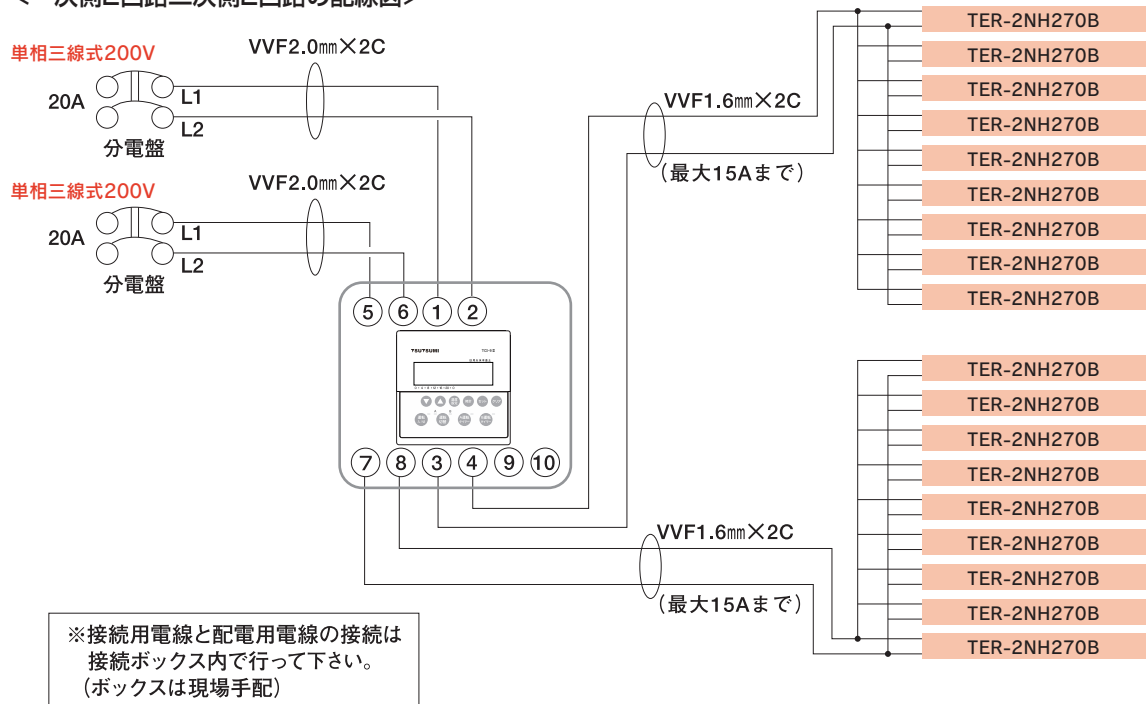 単相三線式200V
VVF2.0㎜×2C
20A
L1
L2
分電盤
単相三線式200V
VVF2.0㎜×2C
20A
L1
L2
分電盤
VVF1.6㎜×2C
(最大15Aまで)
TER-2NH270B
TER-2NH270B
TER-2NH270B
TER-2NH270B
TER-2NH270B
TER-2NH270B
TER-2NH270B
TER-2NH270B
TER-2NH270B
⑤ ⑥ ① ②
TSUTSUMI
⑦ ⑧ ③ ④ ⑨ ⑩
VVF1.6㎜×2C
(最大15Aまで)
TER-2NH270B
TER-2NH270B
TER-2NH270B
TER-2NH270B
TER-2NH270B
TER-2NH270B
TER-2NH270B
TER-2NH270B
TER-2NH270B
※接続用電線と配電用電線の接続は
接続ボックス内で行って下さい。
(ボックスは現場手配)